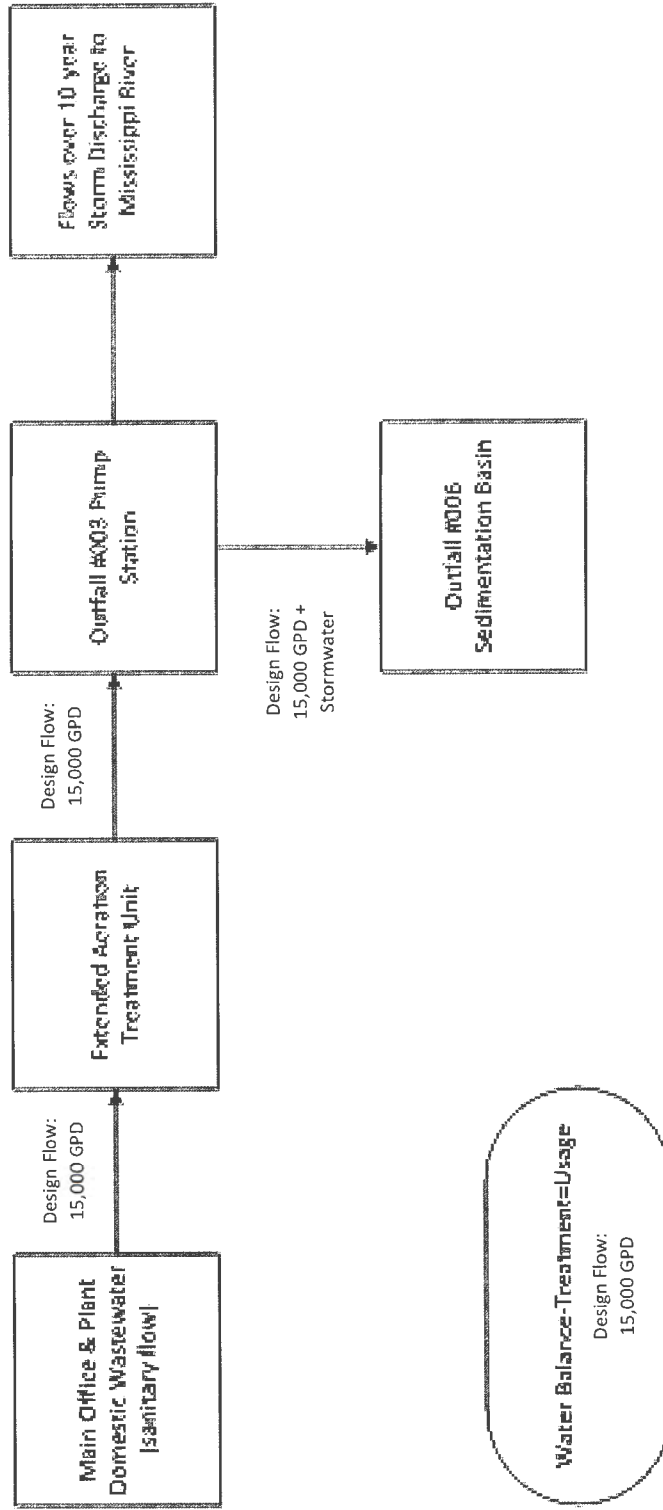 Main Office & Plant
Domestic Wastewater
(sanitary flow)
Design Flow:
15,000 GPD
Extended Aeration
Treatment Unit
Design Flow:
15,000 GPD
Outfall #003 Pump
Station
Flows over 10 year
Storm Discharge to
Mississippi River
Design Flow:
15,000 GPD +
Stormwater
Outfall #006
Sedimentation Basin
Water Balance-Treatment=Usage
Design Flow:
15,000 GPD